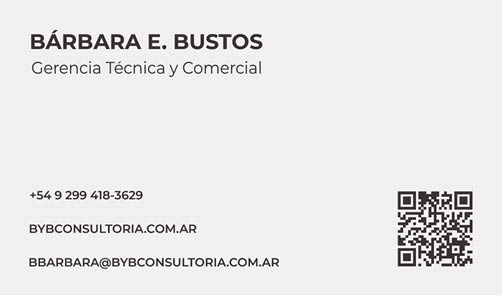 BÁRBARA E. BUSTOS
Gerencia Técnica y Comercial
+54 9 299 418-3629
BYBCONSULTORIA.COM.AR
BBARBARA@BYBCONSULTORIA.COM.AR